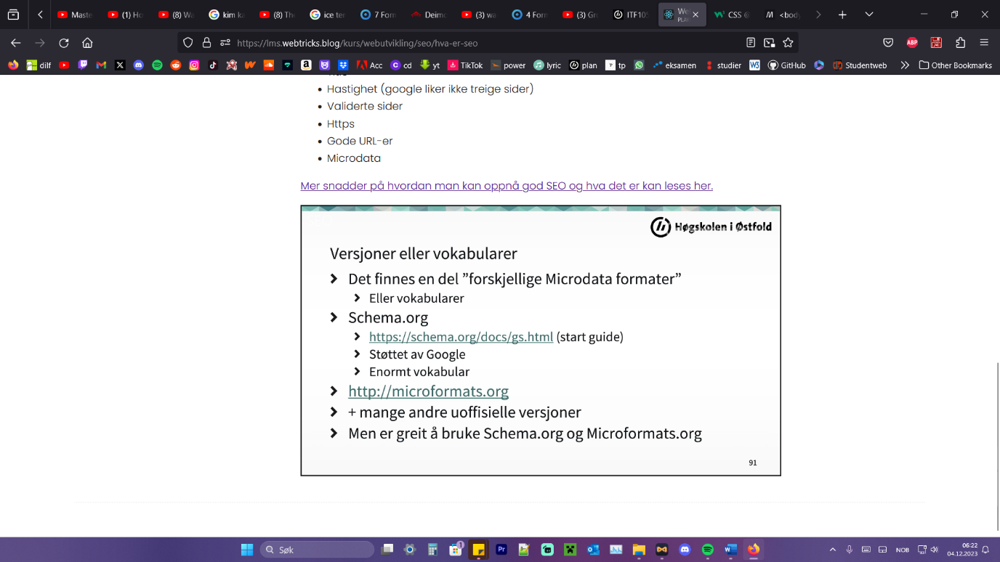 Maste
(1) Ho
(8) Wa
kim ka
(8) The
ice ter
7 Form
Deimo
(3) wa
4 Form
(3) Gr
ITF105
We
PLAY
CSS @
<body
https://lms.webtricks.blog/kurs/webutvikling/seo/hva-er-seo
ABP
dilf
Acc
cd
yt
TikTok
power
lyric
plan
tp
eksamen
studier
GitHub
Studentweb
Other Bookmarks
Hastighet (google liker ikke treige sider)
Validerte sider
Https
Gode URL-er
Microdata
Mer snadder på hvordan man kan oppnå god SEO og hva det er kan leses her.
Høgskolen i Østfold
Versjoner eller vokabularer
Det finnes en del ”forskjellige Microdata formater”
Eller vokabularer
Schema.org
https://schema.org/docs/gs.html (start guide)
Støttet av Google
Enormt vokabular
http://microformats.org
+ mange andre uoffisielle versjoner
Men er greit å bruke Schema.org og Microformats.org
91
Søk
NOB
06:22
04.12.2023